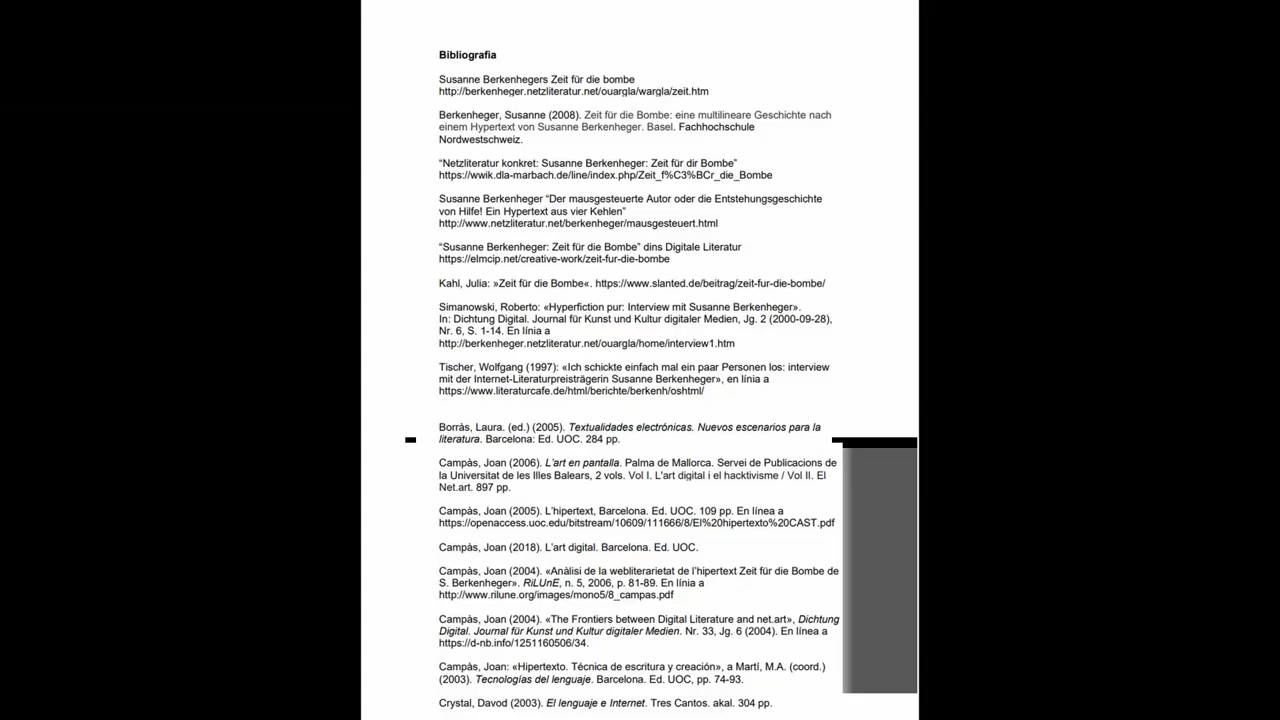 Bibliografia
Susanne Berkenhegers Zeit für die bombe
http://berkenheger.netzliteratur.net/ouargla/wargla/zeit.htm
Berkenheger, Susanne (2008). Zeit für die Bombe: eine multilineare Geschichte nach
einem Hypertext von Susanne Berkenheger. Basel. Fachhochschule
Nordwestschweiz.
“Netzliteratur konkret: Susanne Berkenheger: Zeit für dir Bombe”
https://wwik.dla-marbach.de/line/index.php/Zeit_f%C3%BCr_die_Bombe
Susanne Berkenheger “Der mausgesteuerte Autor oder die Entstehungsgeschichte
von Hilfe! Ein Hypertext aus vier Kehlen”
http://www.netzliteratur.net/berkenheger/mausgesteuert.html
“Susanne Berkenheger: Zeit für die Bombe” dins Digitale Literatur
https://elmcip.net/creative-work/zeit-fur-die-bombe
Kahl, Julia: »Zeit für die Bombe«. https://www.slanted.de/beitrag/zeit-fur-die-bombe/
Simanowski, Roberto: «Hyperfiction pur: Interview mit Susanne Berkenheger».
In: Dichtung Digital. Journal für Kunst und Kultur digitaler Medien, Jg. 2 (2000-09-28),
Nr. 6, S. 1-14. En línia a
http://berkenheger.netzliteratur.net/ouargla/home/interview1.htm
Tischer, Wolfgang (1997): «Ich schickte einfach mal ein paar Personen los: interview
mit der Internet-Literaturpreisträgerin Susanne Berkenheger», en línia a
https://www.literaturcafe.de/html/berichte/berkenh/oshtml/
Borràs, Laura. (ed.) (2005). Textualidades electrónicas. Nuevos escenarios para la
literatura. Barcelona: Ed. UOC. 284 pp.
Campàs, Joan (2006). L’art en pantalla. Palma de Mallorca. Servei de Publicacions de
la Universitat de les Illes Balears, 2 vols. Vol I. L'art digital i el hacktivisme / Vol II. El
Net.art. 897 pp.
Campàs, Joan (2005). L’hipertext, Barcelona. Ed. UOC. 109 pp. En línea a
https://openaccess.uoc.edu/bitstream/10609/111666/8/El%20hipertexto%20CAST.pdf
Campàs, Joan (2018). L’art digital. Barcelona. Ed. UOC.
Campàs, Joan (2004). «Anàlisi de la webliterarietat de l’hipertext Zeit für die Bombe de
S. Berkenheger». RiLUnE, n. 5, 2006, p. 81-89. En línia a
http://www.rilune.org/images/mono5/8_campas.pdf
Campàs, Joan (2004). «The Frontiers between Digital Literature and net.art», Dichtung
Digital. Journal für Kunst und Kultur digitaler Medien. Nr. 33, Jg. 6 (2004). En línea a
https://d-nb.info/1251160506/34.
Campàs, Joan: «Hipertexto. Técnica de escritura y creación», a Martí, M.A. (coord.)
(2003). Tecnologías del lenguaje. Barcelona. Ed. UOC, pp. 74-93.
Crystal, Davod (2003). El lenguaje e Internet. Tres Cantos. akal. 304 pp.